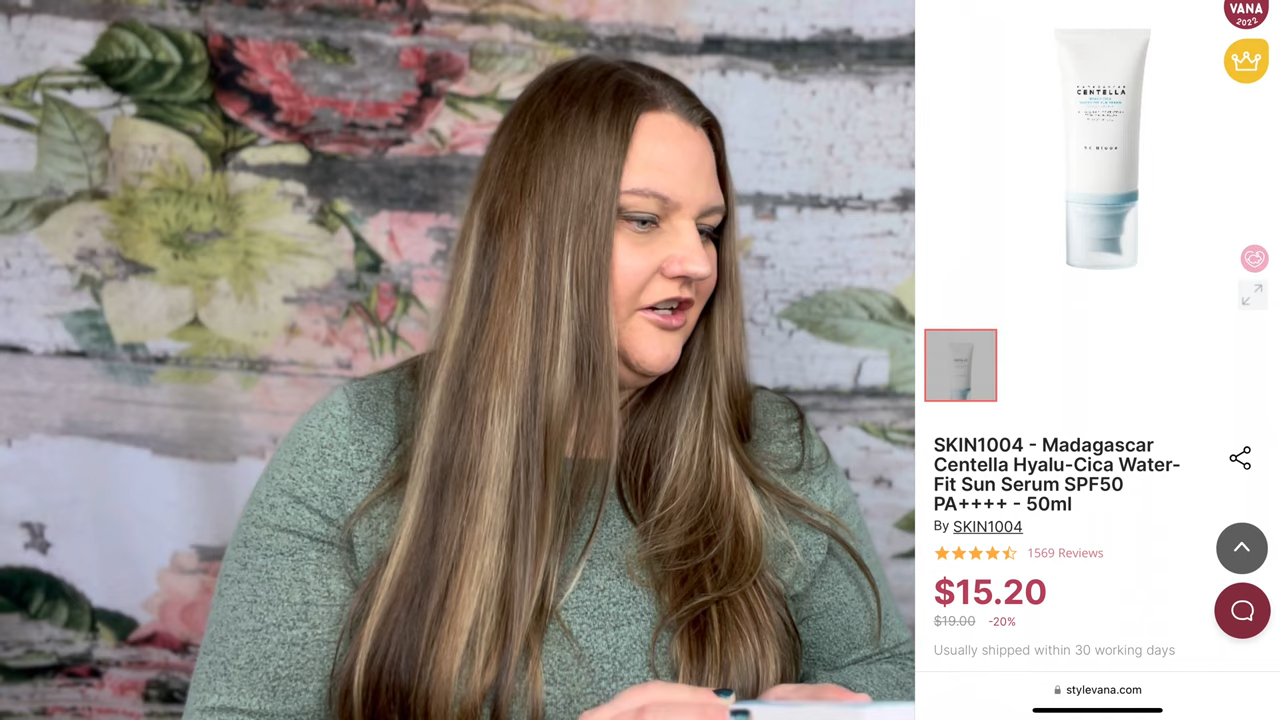 VANA
2022
CENTELLA
SKIN1004 - Madagascar
Centella Hyalu-Cica Water-
Fit Sun Serum SPF50
PA++++ - 50ml
By SKIN1004
1569 Reviews
$15.20
$19.00 -20%
Usually shipped within 30 working days
stylevana.com